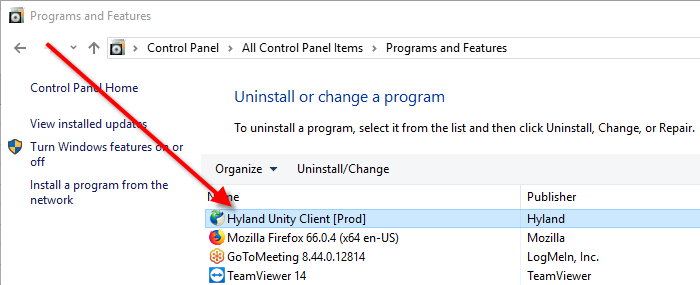 Programs and Features
Control Panel > All Control Panel Items > Programs and Features
Control Panel Home
View installed updates
Turn Windows features on or off
Install a program from the network
Uninstall or change a program
To uninstall a program, select it from the list and then click Uninstall, Change, or Repair.
Organize Uninstall/Change
Name Publisher
Hyland Unity Client [Prod] Hyland
Mozilla Firefox 66.0.4 (x64 en-US) Mozilla
GoToMeeting 8.44.0.12814 LogMeIn, Inc.
TeamViewer 14 TeamViewer